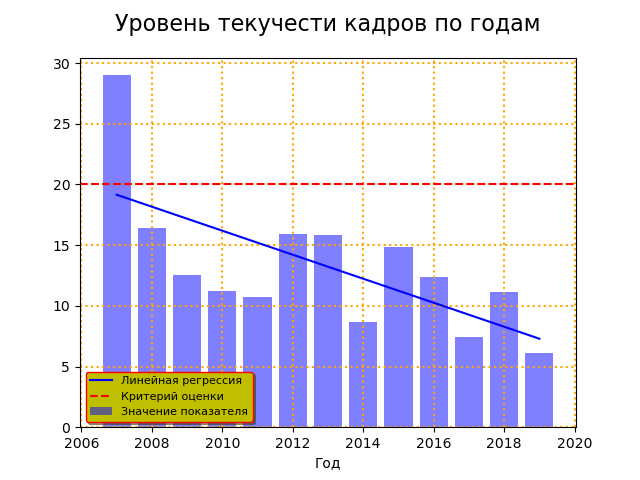 Уровень текучести кадров по годам
30
25
20
15
10
5
0
Линейная регрессия
Критерий оценки
Значение показателя
2006 2008 2010 2012 2014 2016 2018 2020
Год